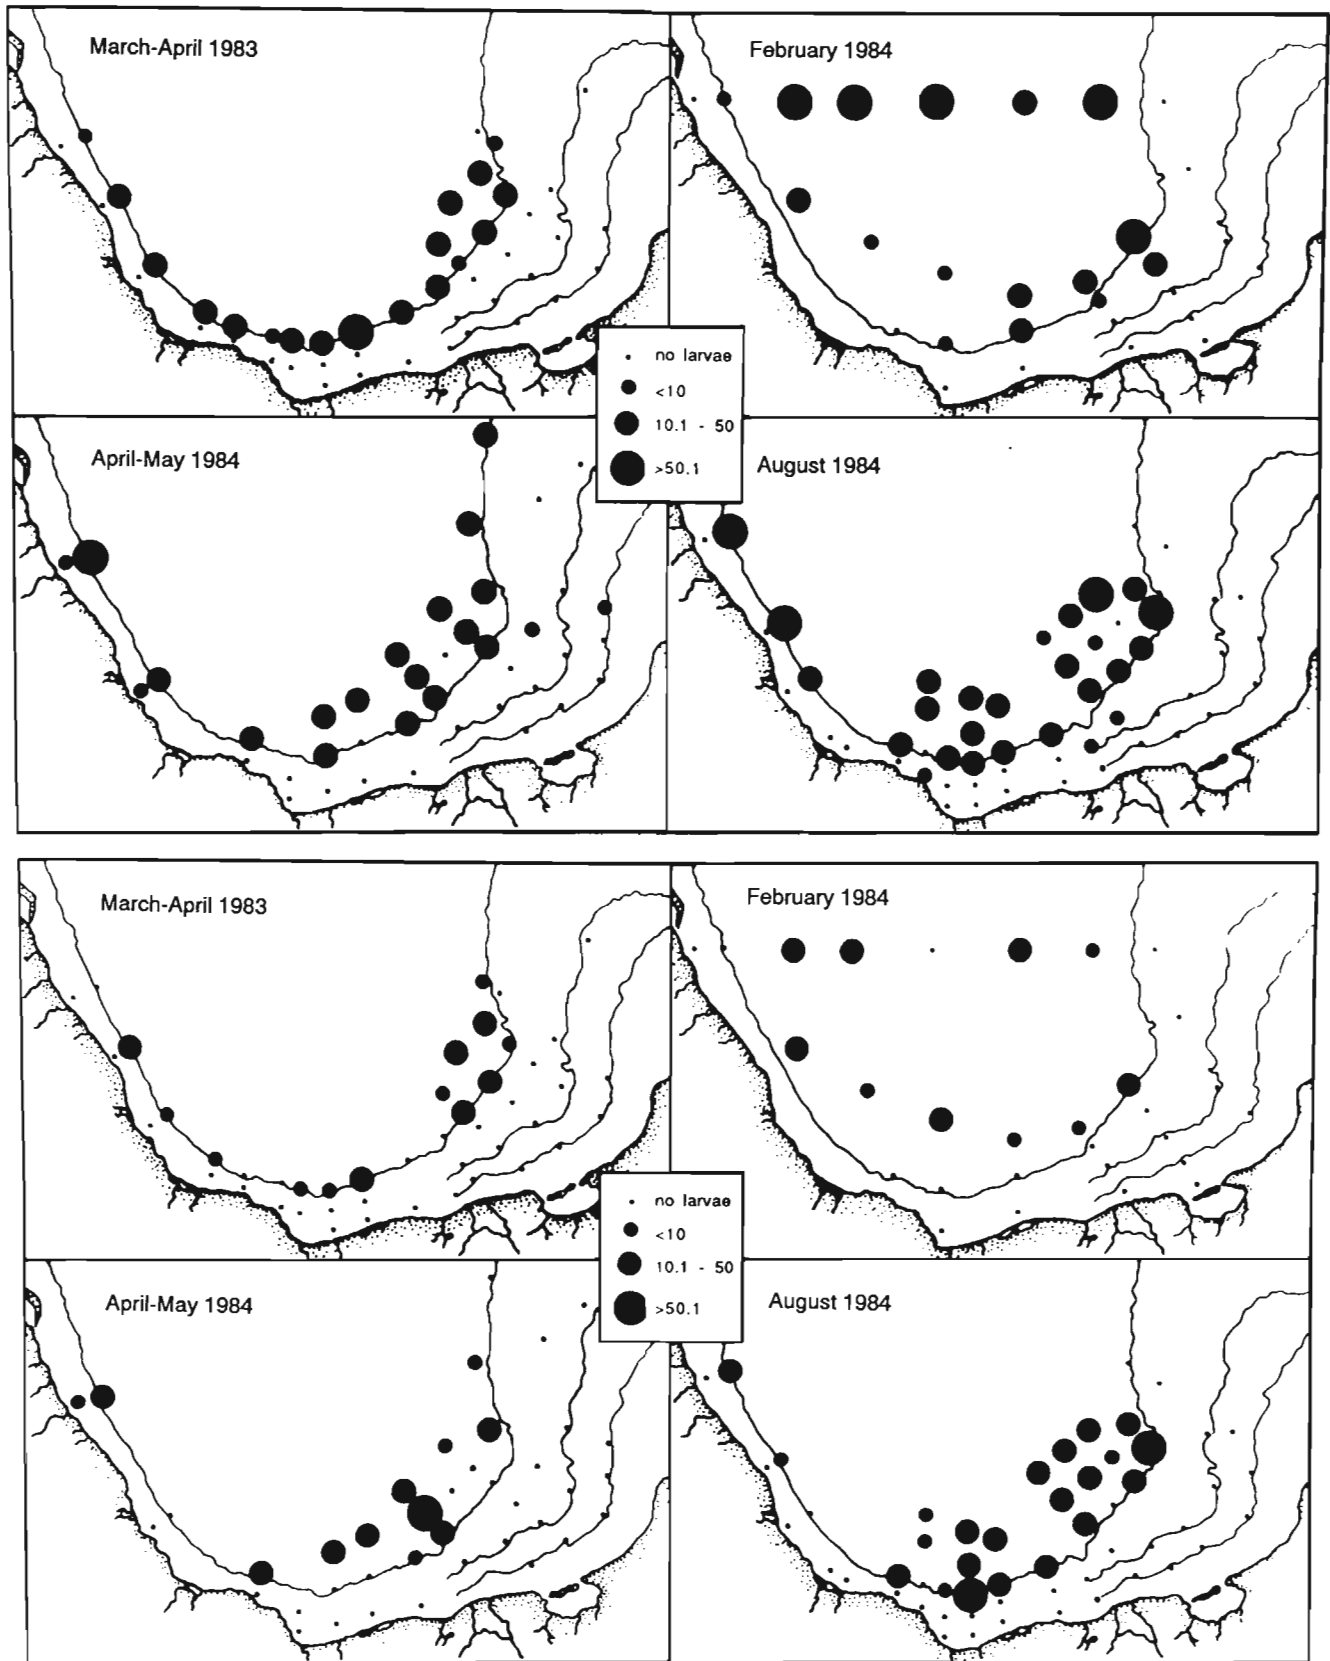 March-April 1983
February 1984
no larvae
<10
10.1 - 50
>50.1
April-May 1984
August 1984
March-April 1983
February 1984
no larvae
<10
10.1 - 50
>50.1
April-May 1984
August 1984